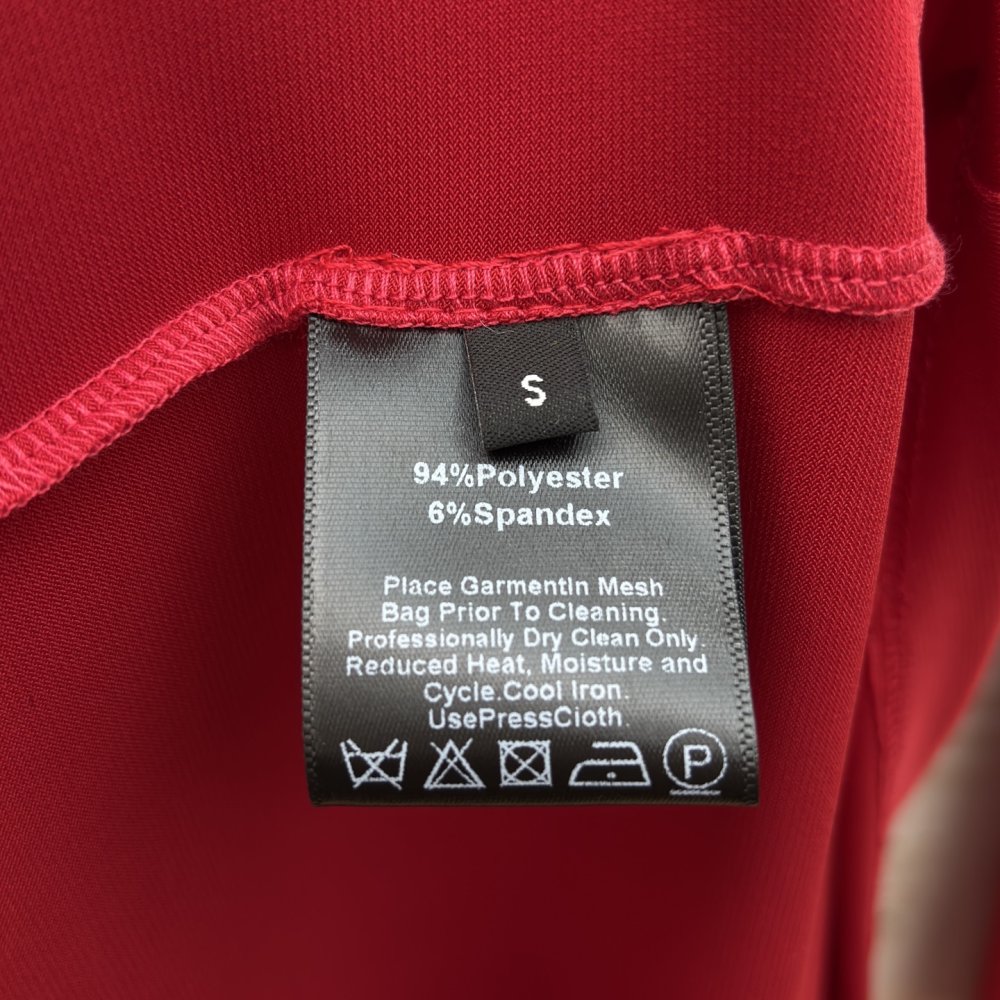 S
94%Polyester
6%Spandex
Place GarmentIn Mesh
Bag Prior To Cleaning.
Professionally Dry Clean Only.
Reduced Heat, Moisture and
Cycle.Cool Iron.
UsePressCloth.
P